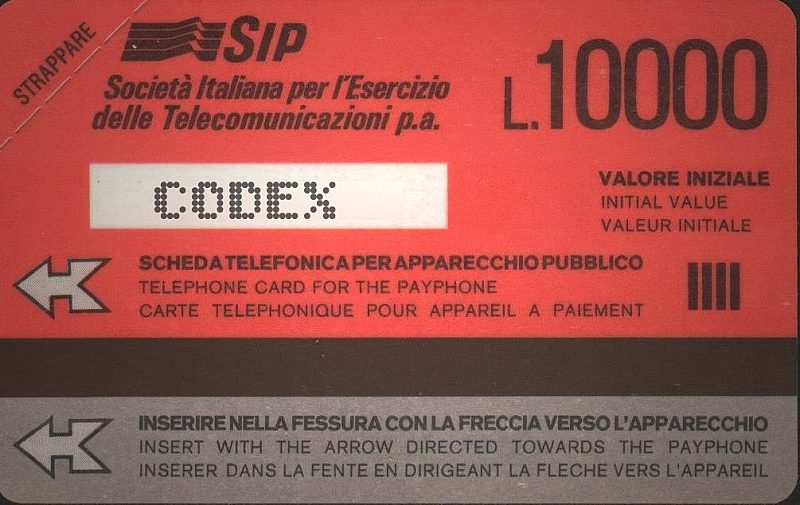 STRAPPARE
SIP
Società Italiana per l'Esercizio
delle Telecomunicazioni p.a.
L.10000
CODEX
VALORE INIZIALE
INITIAL VALUE
VALEUR INITIALE
SCHEDA TELEFONICA PER APPARECCHIO PUBBLICO
TELEPHONE CARD FOR THE PAYPHONE
CARTE TELEPHONIQUE POUR APPAREIL A PAIEMENT
INSERIRE NELLA FESSURA CON LA FRECCIA VERSO L'APPARECCHIO
INSERT WITH THE ARROW DIRECTED TOWARDS THE PAYPHONE
INSERER DANS LA FENTE EN DIRIGEANT LA FLECHE VERS L'APPAREIL